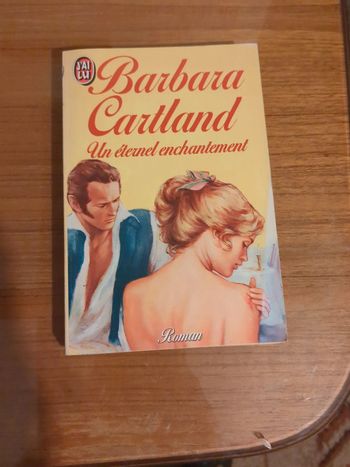 J'AI
LU
Barbara
Cartland
Un éternel enchantement
Roman